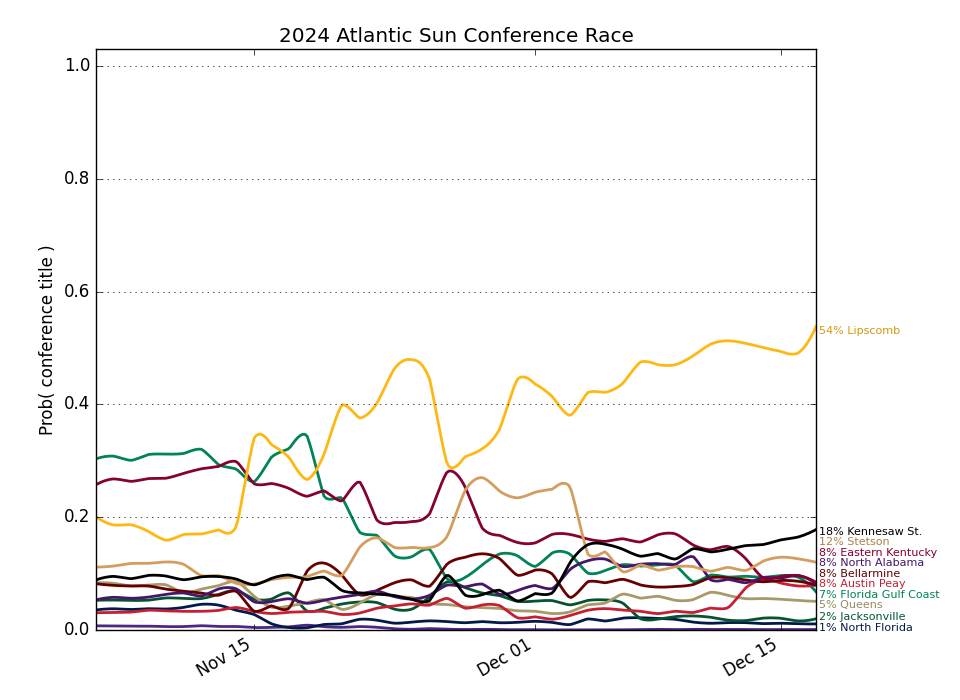 2024 Atlantic Sun Conference Race
Prob( conference title )
1.0
0.8
0.6
0.4
0.2
0.0
Nov 15
Dec 01
Dec 15
54% Lipscomb
18% Kennesaw St.
12% Stetson
8% Eastern Kentucky
8% North Alabama
8% Bellarmine
8% Austin Peay
7% Florida Gulf Coast
5% Queens
2% Jacksonville
1% North Florida